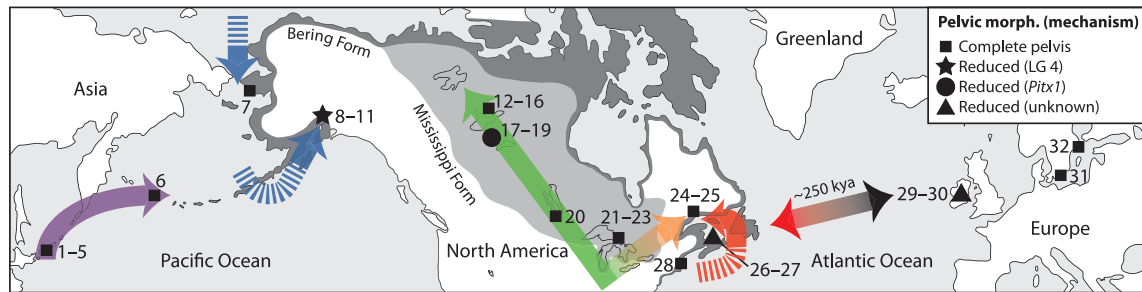 Bering Form
Greenland
Pelvic morph. (mechanism)
Complete pelvis
Reduced (LG 4)
Reduced (Pitx1)
Reduced (unknown)
Asia
7
8–11
12–16
17–19
Mississippi Form
6
1–5
Pacific Ocean
20
21–23
24–25
North America
28
26–27
~250 kya
Atlantic Ocean
29–30
32
31
Europe